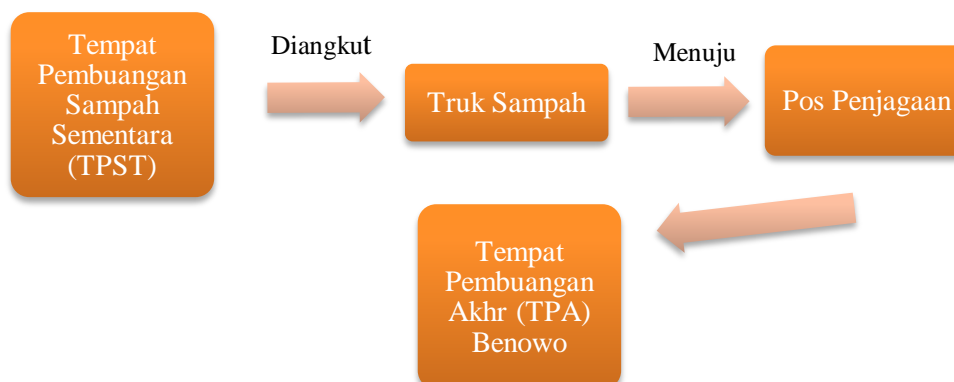 Tempat
Pembuangan
Sampah
Sementara
(TPST)
Diangkut
Truk Sampah
Menuju
Pos Penjagaan
Tempat
Pembuangan
Akhr (TPA)
Benowo